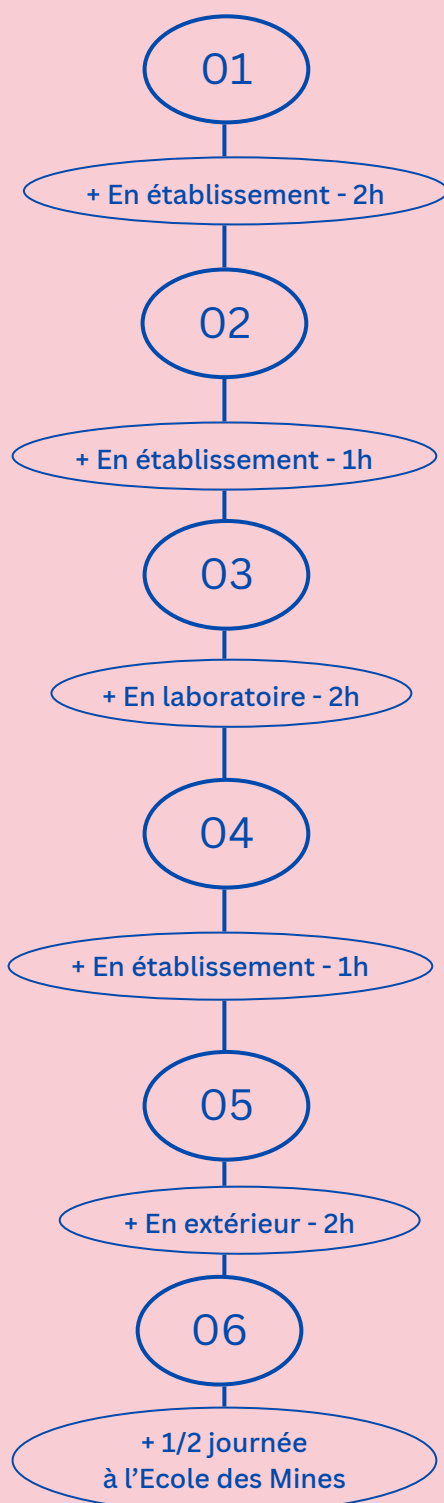 01
+ En établissement - 2h
02
+ En établissement - 1h
03
+ En laboratoire - 2h
04
+ En établissement - 1h
05
+ En extérieur - 2h
06
+ 1/2 journée
à l’Ecole des Mines